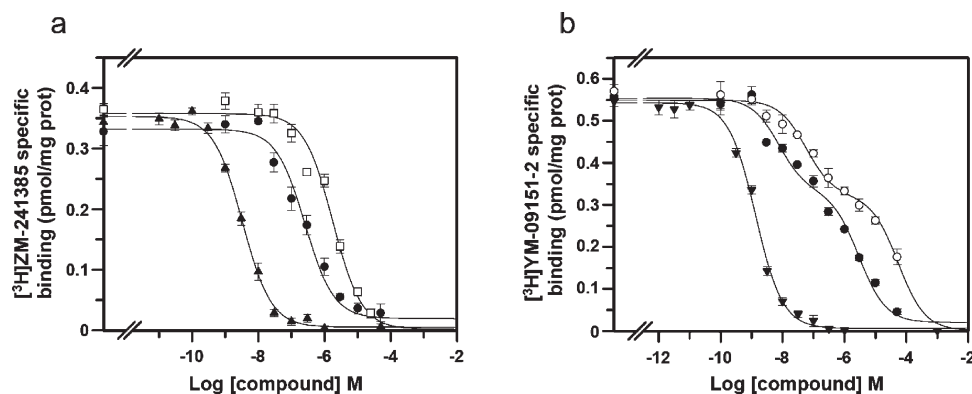 a
[³H]ZM-241385 specific
binding (pmol/mg prot)
0.4
0.3
0.2
0.1
0
-10
-8
-6
-4
-2
Log [compound] M
b
[³H]YM-09151-2 specific
binding (pmol/mg prot)
0.6
0.5
0.4
0.3
0.2
0.1
0
-12
-10
-8
-6
-4
-2
Log [compound] M